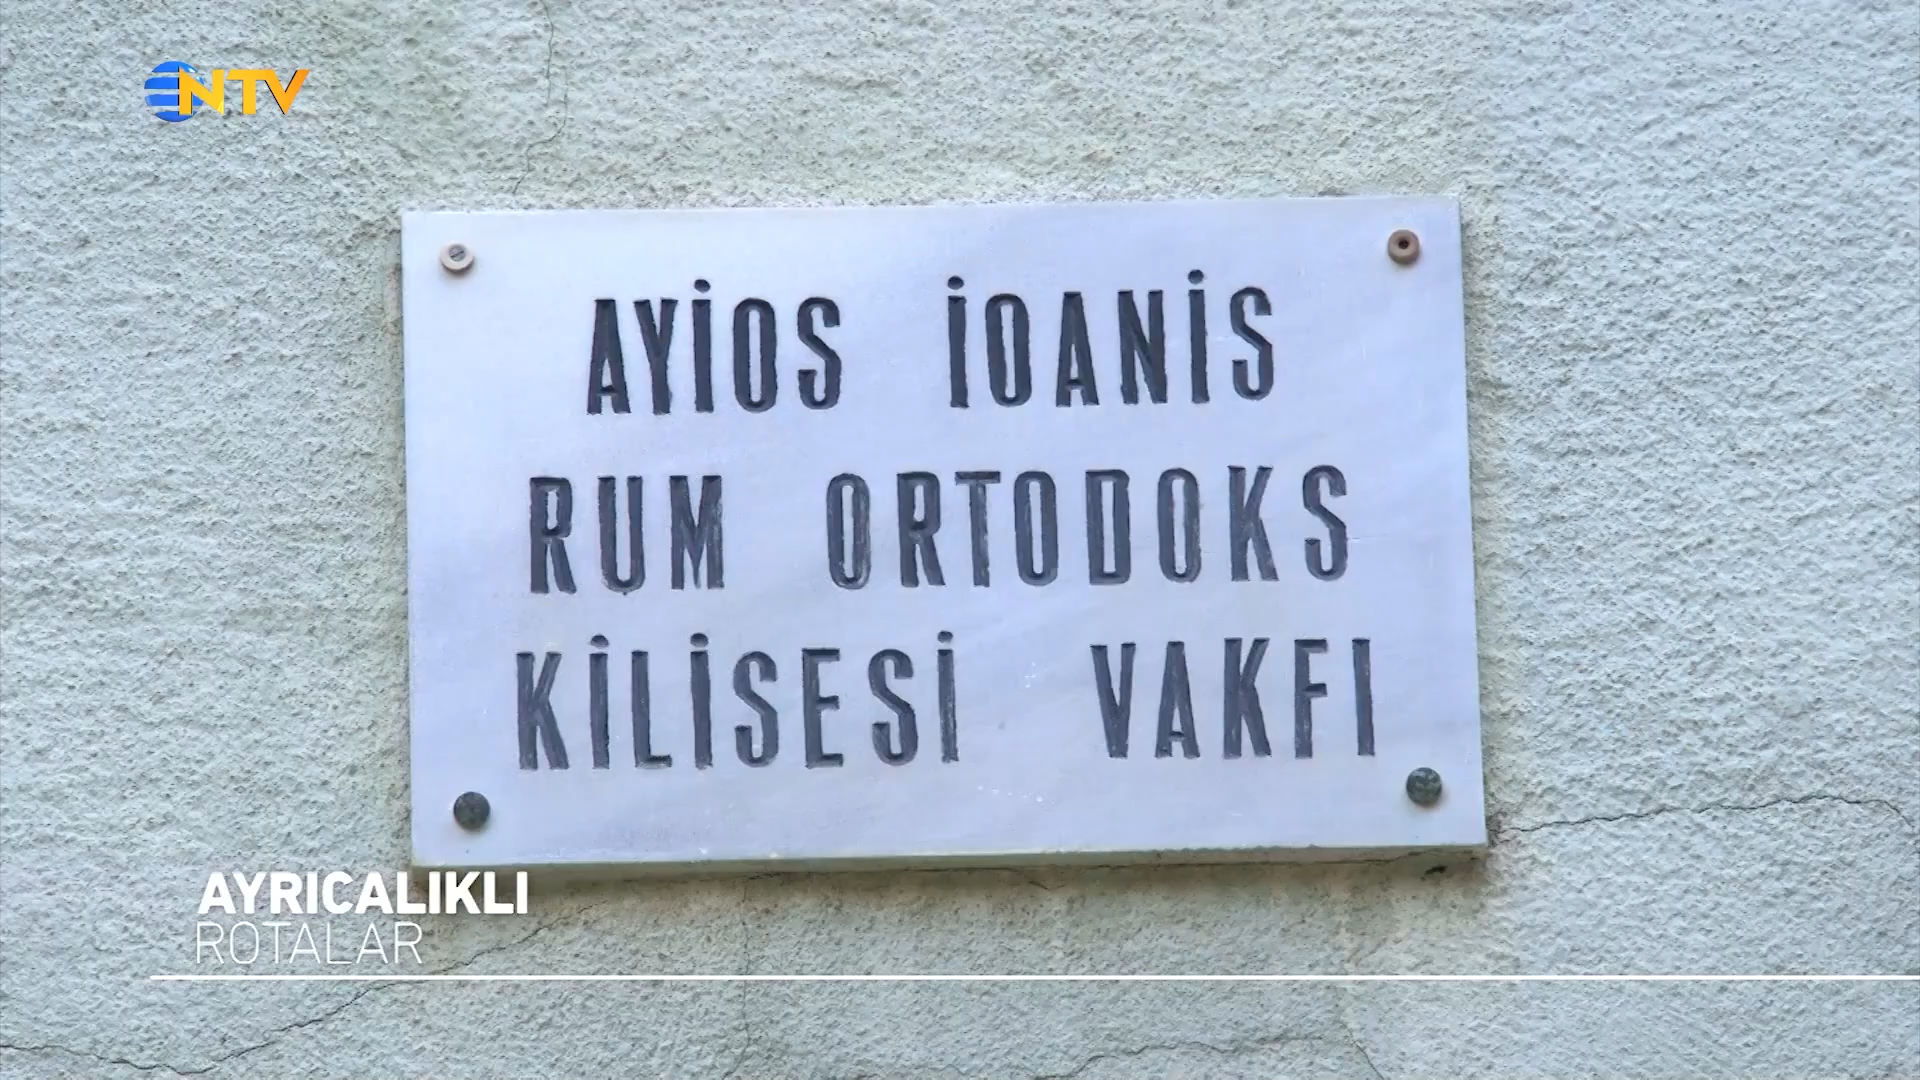 NTV
AYİOS İOANİS
RUM ORTODOKS
KİLİSESİ VAKFI
AYRICALIKLI
ROTALAR